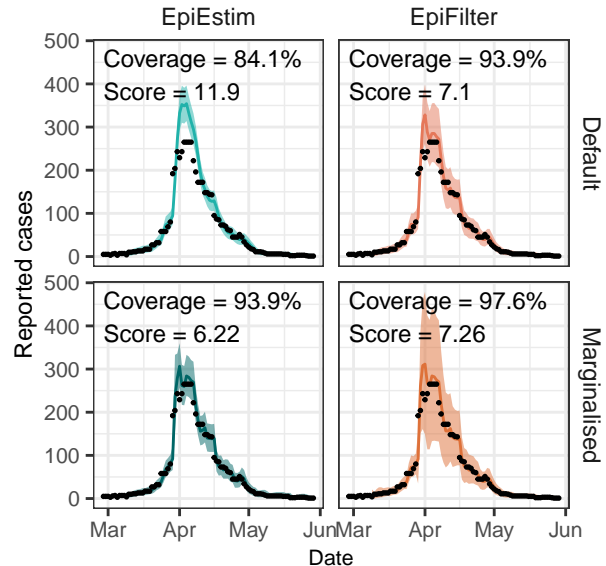 EpiEstim
EpiFilter
500
400
300
200
100
0
Coverage = 84.1%
Score = 11.9
Coverage = 93.9%
Score = 7.1
Default
Reported cases
500
400
300
200
100
0
Coverage = 93.9%
Score = 6.22
Coverage = 97.6%
Score = 7.26
Marginalised
Mar
Apr
May
Jun
Mar
Apr
May
Jun
Date